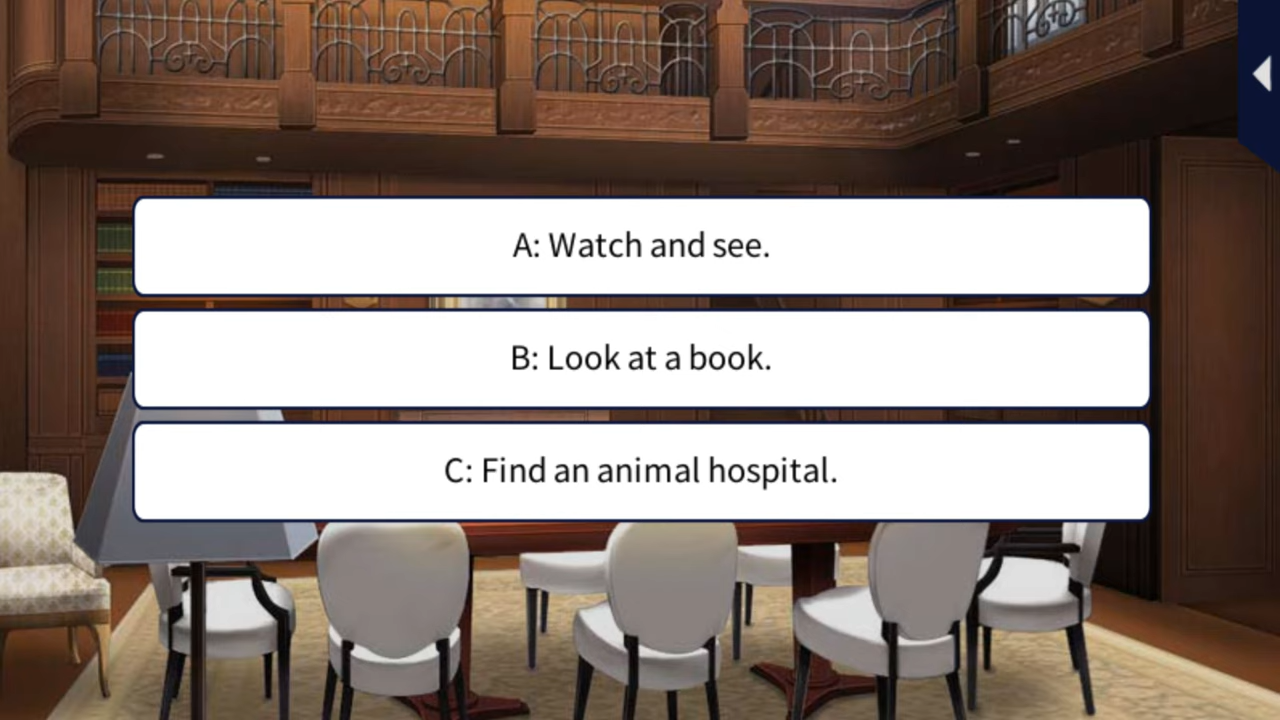 A: Watch and see.
B: Look at a book.
C: Find an animal hospital.